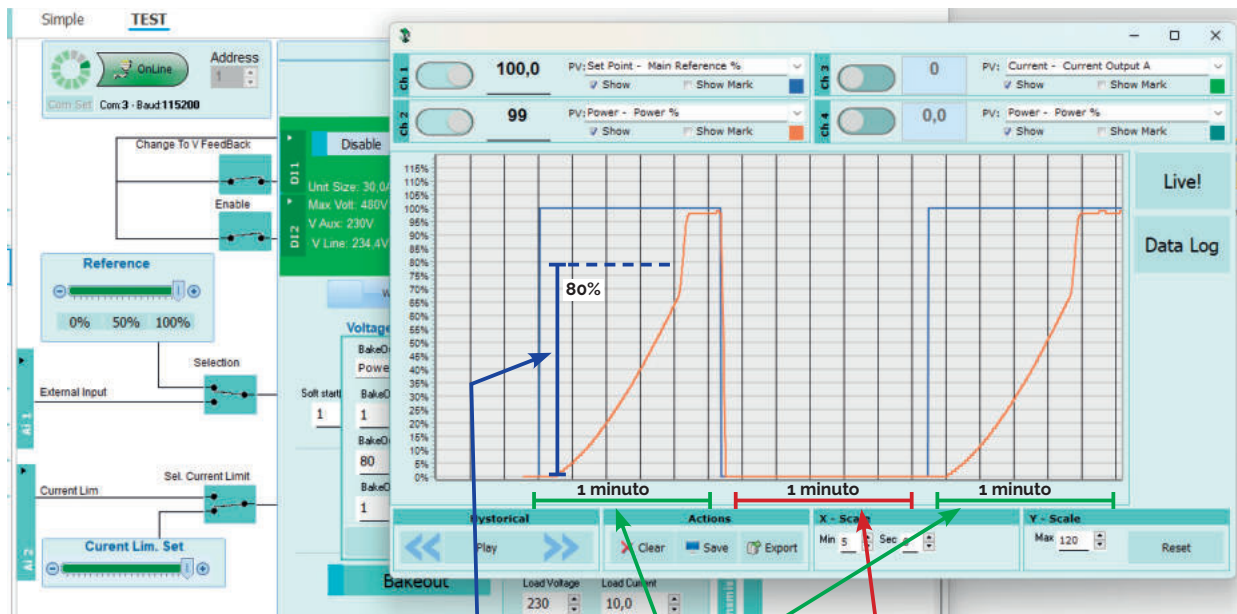 Simple TEST
OnLine
Address
1
Com Set Com:3 - Baud:115200
Change To V FeedBack
Enable
Reference
0% 50% 100%
Selection
External Input
Ai 1
Sel. Current Limit
Current Lim
Ai 2
Curent Lim. Set
DI1
DI2
Disable
Unit Size: 30,0A
Max Volt: 480V
V Aux: 230V
V Line: 234,4V
W
Voltage
BakeOu
Powe
Soft start
1
BakeO
1
BakeO
80
BakeO
1
Bakeout
Load Voltage Load Current
230 10,0
ch 1
100,0
PV: Set Point - Main Reference %
Show Show Mark
ch 2
99
PV: Power - Power %
Show Show Mark
ch 3
0
PV: Current - Current Output A
Show Show Mark
ch 4
0,0
PV: Power - Power %
Show Show Mark
115%
110%
105%
100%
95%
90%
85%
80%
75%
70%
65%
60%
55%
50%
45%
40%
35%
30%
25%
20%
15%
10%
5%
0%
80%
1 minuto 1 minuto 1 minuto
Live!
Data Log
Hystorical
Play
Actions
Clear Save Export
X - Scale
Min 5 Sec
Y - Scale
Max 120
Reset